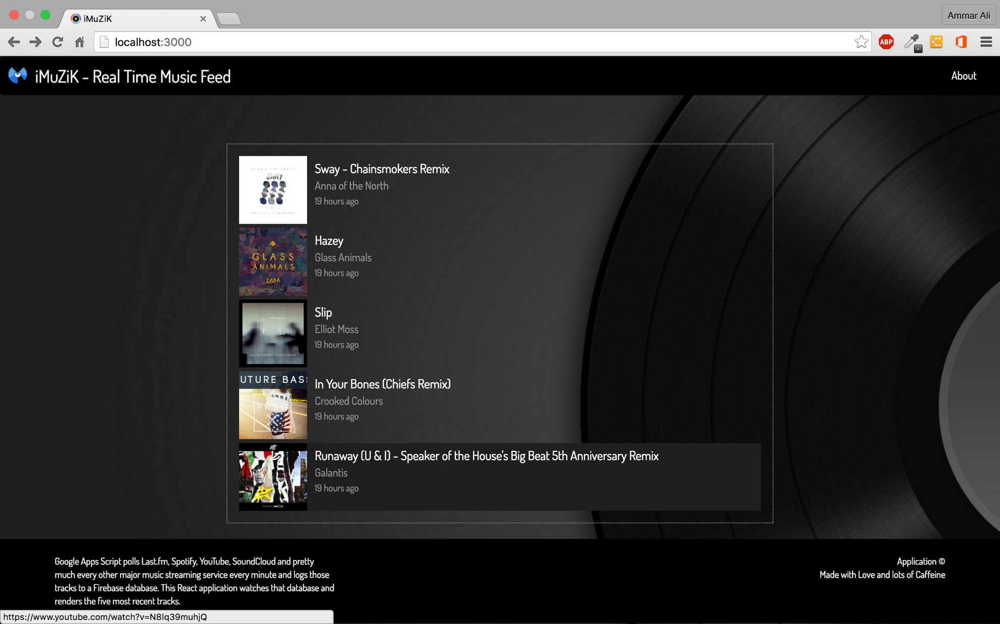 iMuZiK
Ammar Ali
localhost:3000
ABP
iMuZiK - Real Time Music Feed
About
SWAY
THE CHAINSMOKERS
Sway - Chainsmokers Remix
Anna of the North
19 hours ago
GLASS
ANIMALS
ZABA
Hazey
Glass Animals
19 hours ago
ELLIOT MOSS / HIGHSPEEDS
Slip
Elliot Moss
19 hours ago
UTURE BAS
ANGEL
PRSG
In Your Bones (Chiefs Remix)
Crooked Colours
19 hours ago
Runaway (U & I) - Speaker of the House's Big Beat 5th Anniversary Remix
Galantis
19 hours ago
Google Apps Script polls Last.fm, Spotify, YouTube, SoundCloud and pretty
much every other major music streaming service every minute and logs those
tracks to a Firebase database. This React application watches that database and
renders the five most recent tracks.
Application ©
Made with Love and lots of Caffeine
https://www.youtube.com/watch?v=N8lq39muhjQ